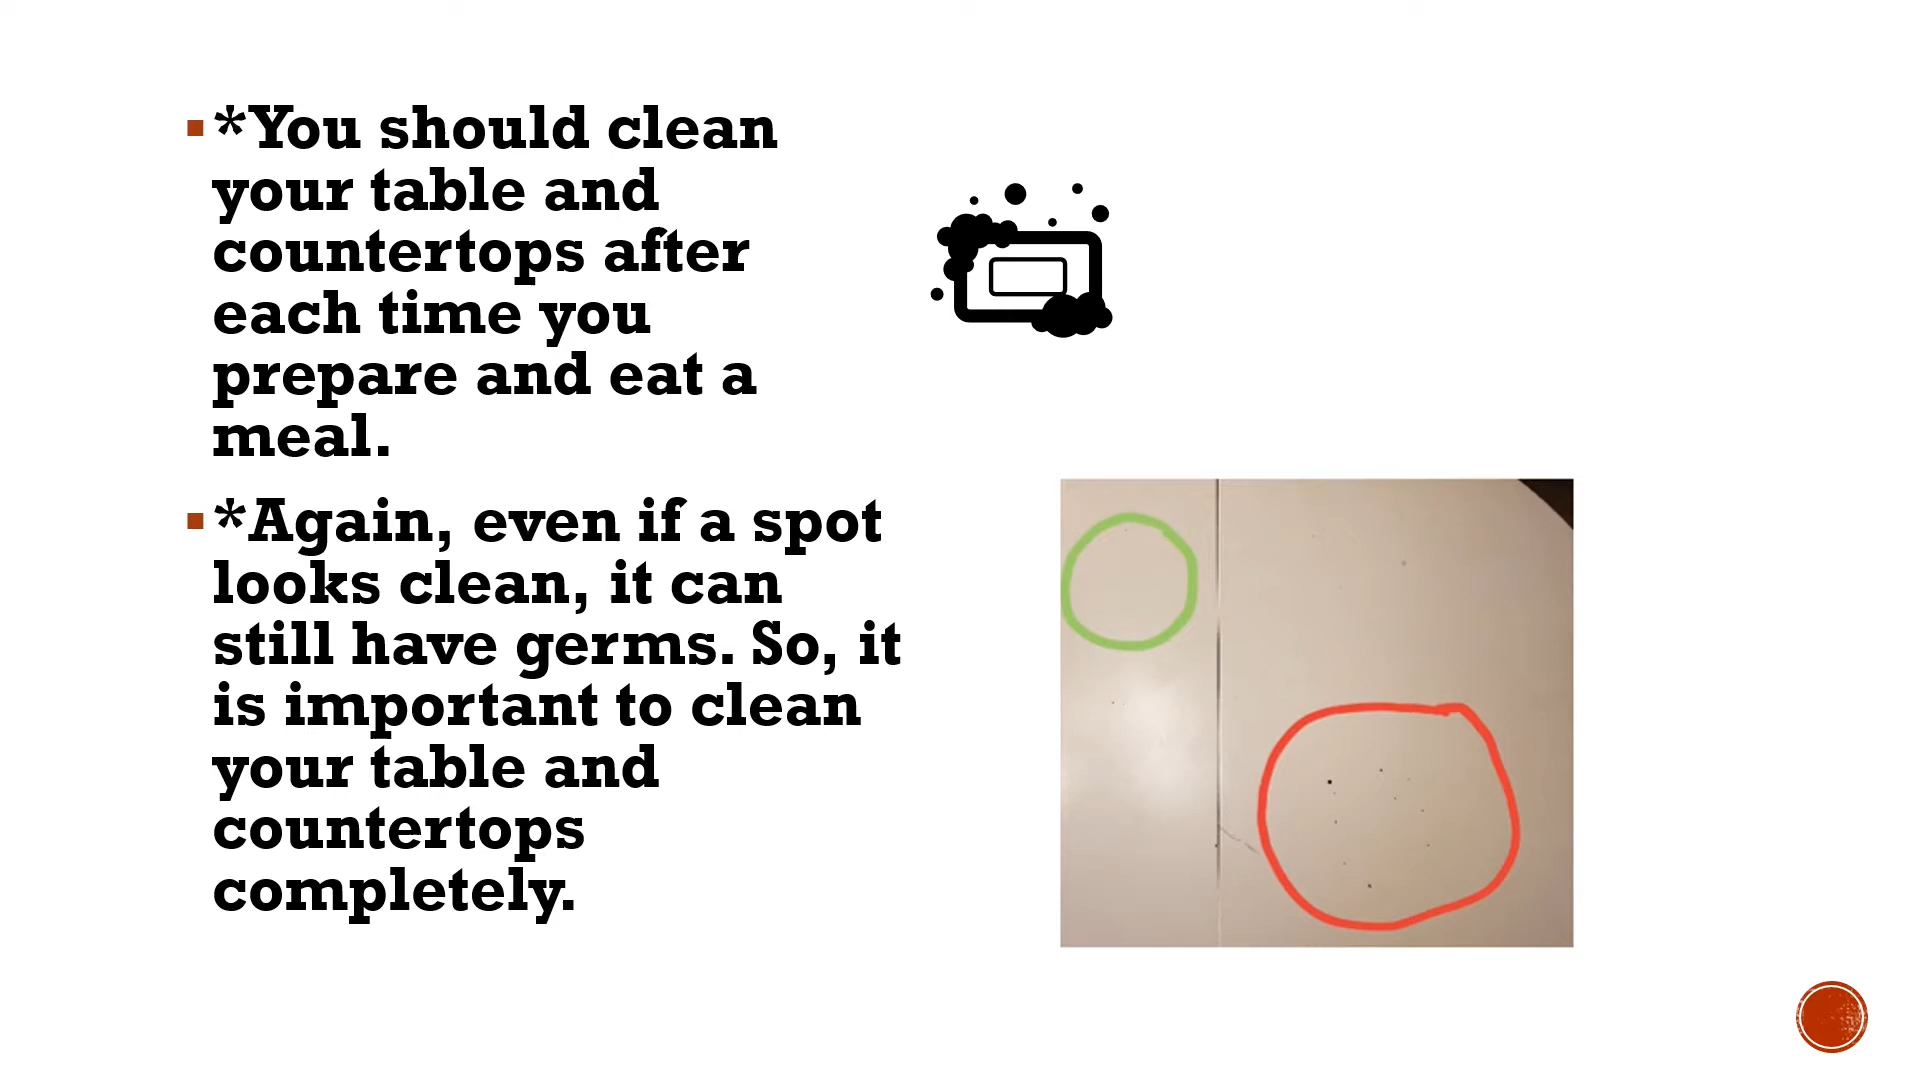 *You should clean
your table and
countertops after
each time you
prepare and eat a
meal.
*Again, even if a spot
looks clean, it can
still have germs. So, it
is important to clean
your table and
countertops
completely.